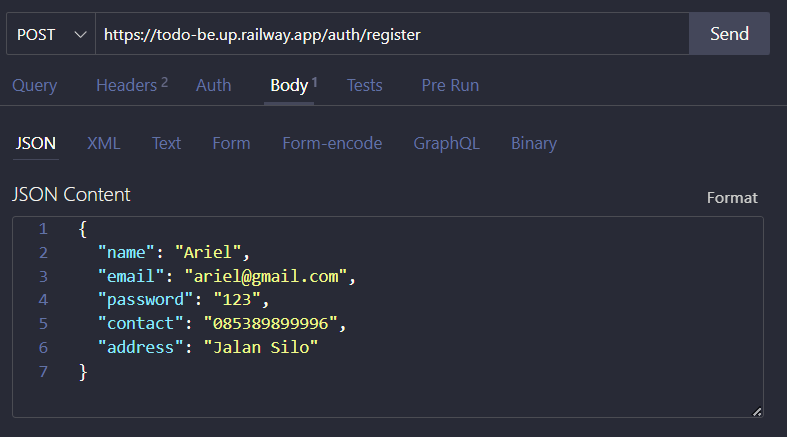 POST https://todo-be.up.railway.app/auth/register Send
Query Headers 2 Auth Body 1 Tests Pre Run
JSON XML Text Form Form-encode GraphQL Binary
JSON Content Format
1 {
2 "name": "Ariel",
3 "email": "ariel@gmail.com",
4 "password": "123",
5 "contact": "085389899996",
6 "address": "Jalan Silo"
7 }